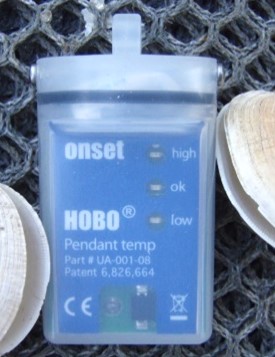 onset
high
ok
HOBO® low
Pendant temp
Part # UA-001-08
Patent 6,826,664
CE